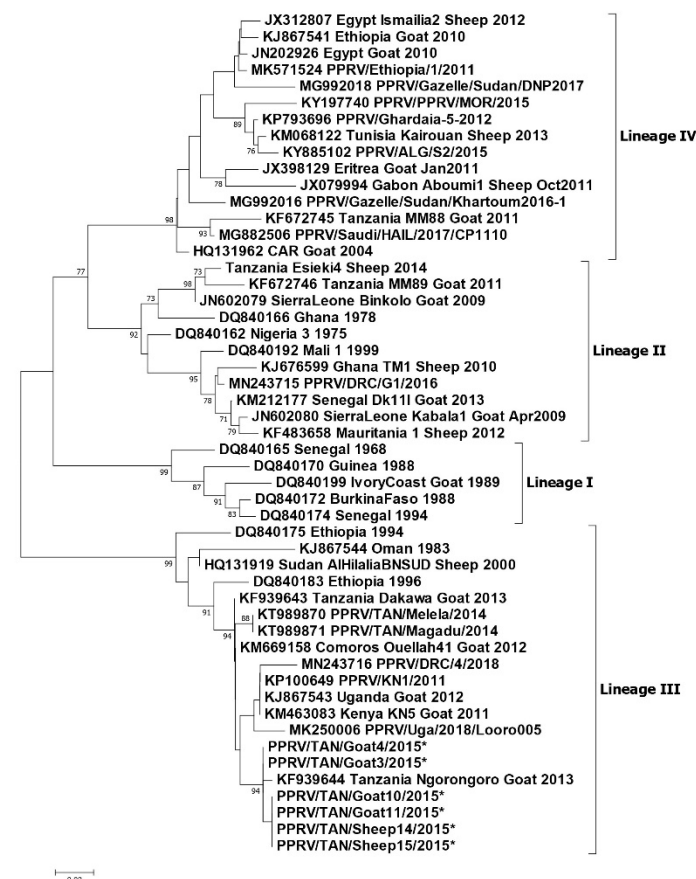 JX312807 Egypt Ismailia2 Sheep 2012
KJ867541 Ethiopia Goat 2010
JN202926 Egypt Goat 2010
MK571524 PPRV/Ethiopia/1/2011
MG992018 PPRV/Gazelle/Sudan/DNP2017
KY197740 PPRV/PPRV/MOR/2015
89
KP793696 PPRV/Ghardaia-5-2012
KM068122 Tunisia Kairouan Sheep 2013
Lineage IV
76
KY885102 PPRV/ALG/S2/2015
JX398129 Eritrea Goat Jan2011
78
JX079994 Gabon Aboumi1 Sheep Oct2011
MG992016 PPRV/Gazelle/Sudan/Khartoum2016-1
98
KF672745 Tanzania MM88 Goat 2011
93
MG882506 PPRV/Saudi/HAIL/2017/CP1110
HQ131962 CAR Goat 2004
77
73
Tanzania Esieki4 Sheep 2014
98
KF672746 Tanzania MM89 Goat 2011
73
JN602079 SierraLeone Binkolo Goat 2009
DQ840166 Ghana 1978
92
DQ840162 Nigeria 3 1975
DQ840192 Mali 1 1999
Lineage II
95
KJ676599 Ghana TM1 Sheep 2010
MN243715 PPRV/DRC/G1/2016
78
KM212177 Senegal Dk11I Goat 2013
71
JN602080 SierraLeone Kabala1 Goat Apr2009
79
KF483658 Mauritania 1 Sheep 2012
DQ840165 Senegal 1968
99
DQ840170 Guinea 1988
87
DQ840199 IvoryCoast Goat 1989
Lineage I
91
DQ840172 BurkinaFaso 1988
83
DQ840174 Senegal 1994
DQ840175 Ethiopia 1994
KJ867544 Oman 1983
99
HQ131919 Sudan AlHilaliaBNSUD Sheep 2000
DQ840183 Ethiopia 1996
91
KF939643 Tanzania Dakawa Goat 2013
88
KT989870 PPRV/TAN/Melela/2014
94
KT989871 PPRV/TAN/Magadu/2014
KM669158 Comoros Ouellah41 Goat 2012
MN243716 PPRV/DRC/4/2018
KP100649 PPRV/KN1/2011
Lineage III
KJ867543 Uganda Goat 2012
KM463083 Kenya KN5 Goat 2011
MK250006 PPRV/Uga/2018/Looro005
PPRV/TAN/Goat4/2015*
PPRV/TAN/Goat3/2015*
KF939644 Tanzania Ngorongoro Goat 2013
94
PPRV/TAN/Goat10/2015*
PPRV/TAN/Goat11/2015*
PPRV/TAN/Sheep14/2015*
PPRV/TAN/Sheep15/2015*